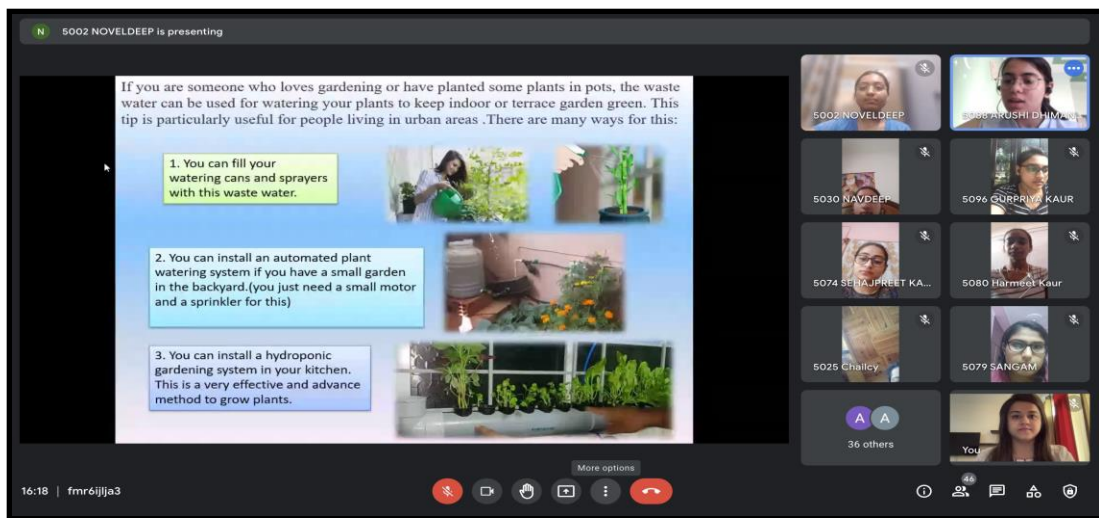 N 5002 NOVELDEEP is presenting
If you are someone who loves gardening or have planted some plants in pots, the waste
water can be used for watering your plants to keep indoor or terrace garden green. This
tip is particularly useful for people living in urban areas .There are many ways for this:
1. You can fill your
watering cans and sprayers
with this waste water.
2. You can install an automated plant
watering system if you have a small garden
in the backyard.(you just need a small motor
and a sprinkler for this)
3. You can install a hydroponic
gardening system in your kitchen.
This is a very effective and advance
method to grow plants.
5002 NOVELDEEP
ARUSHI DHIMAN
5030 NAVDEEP
5096 GURPRIYA KAUR
5074 SEHAJPREET KA...
5080 Harmeet Kaur
5025 Chailcy
5079 SANGAM
A A
36 others
You
More options
16:18 | fmr6ijlja3
46